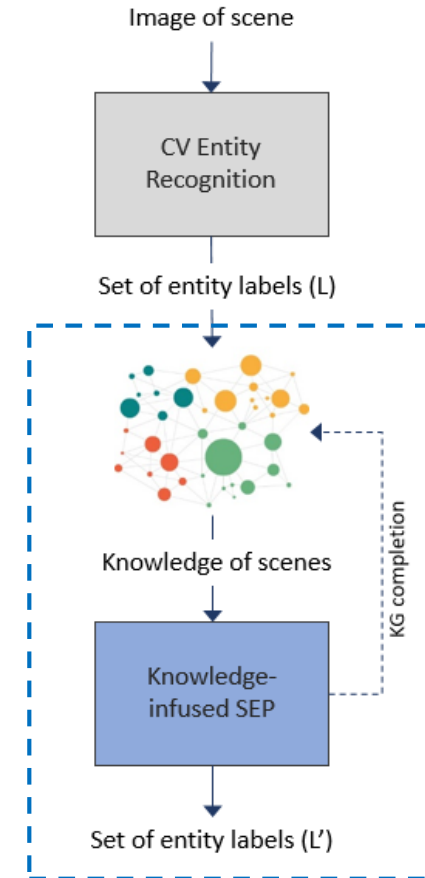 Image of scene
CV Entity
Recognition
Set of entity labels (L)
Knowledge of scenes
KG completion
Knowledge-
infused SEP
Set of entity labels (L’)